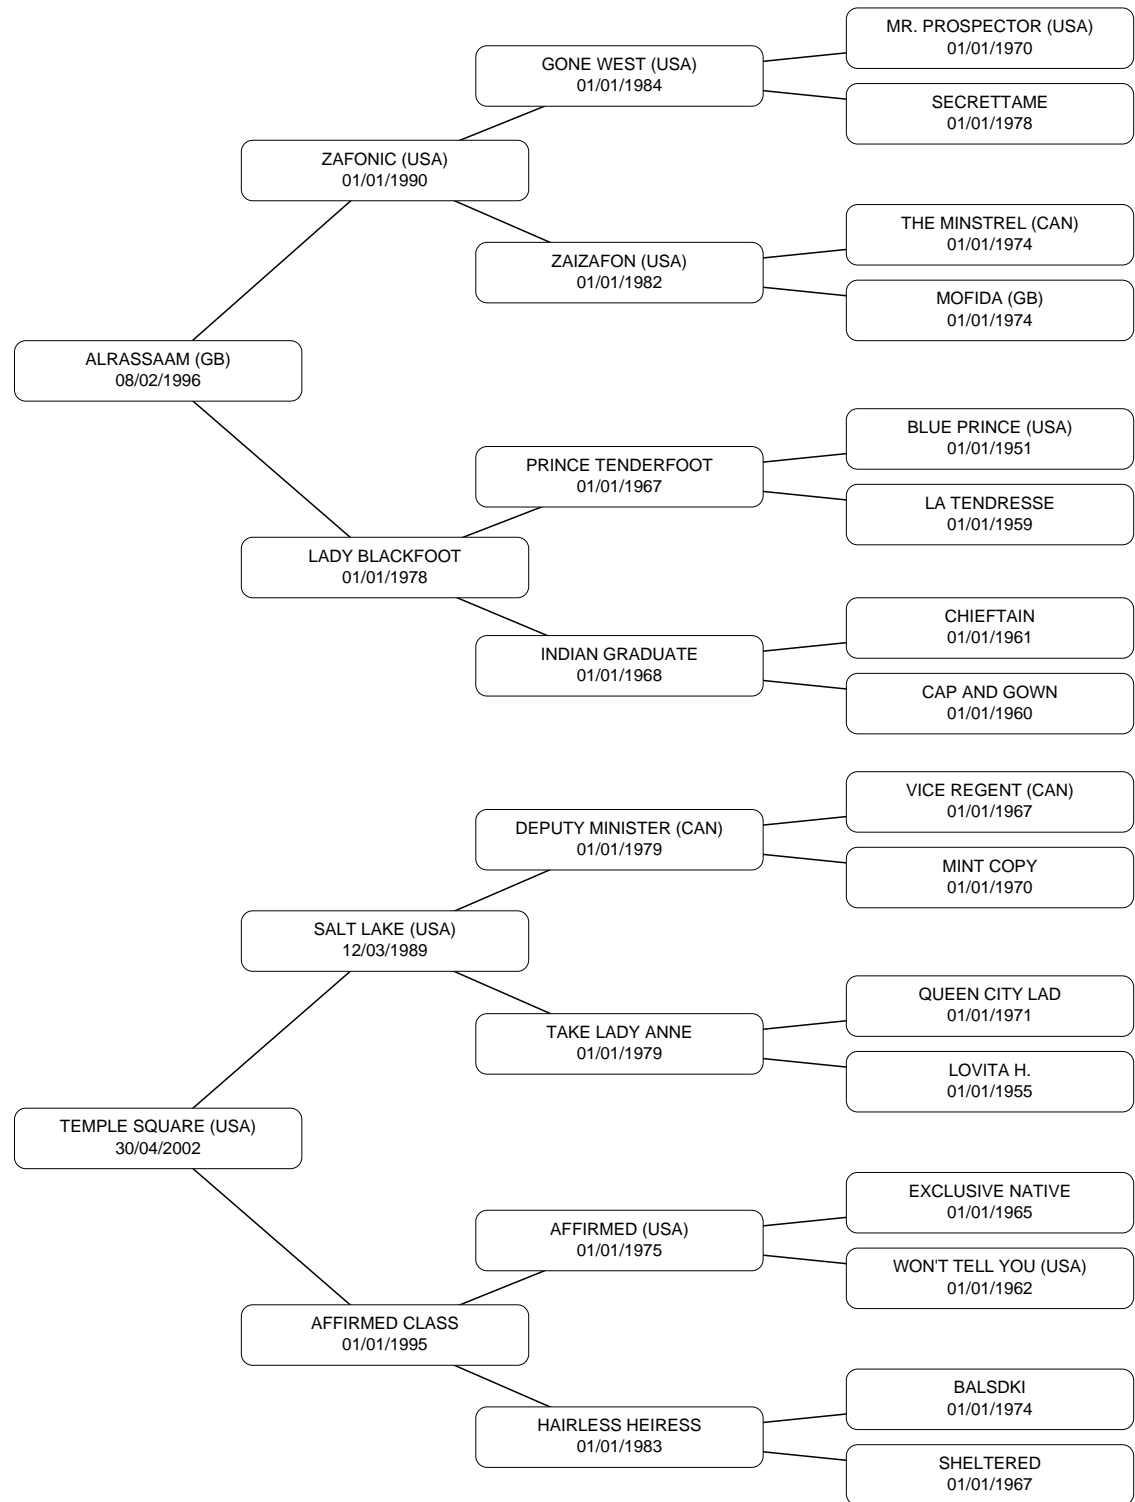 MR. PROSPECTOR (USA)
01/01/1970
GONE WEST (USA)
01/01/1984
SECRETTAME
01/01/1978
ZAFONIC (USA)
01/01/1990
THE MINSTREL (CAN)
01/01/1974
ZAIZAFON (USA)
01/01/1982
MOFIDA (GB)
01/01/1974
ALRASSAAM (GB)
08/02/1996
BLUE PRINCE (USA)
01/01/1951
PRINCE TENDERFOOT
01/01/1967
LA TENDRESSE
01/01/1959
LADY BLACKFOOT
01/01/1978
CHIEFTAIN
01/01/1961
INDIAN GRADUATE
01/01/1968
CAP AND GOWN
01/01/1960
VICE REGENT (CAN)
01/01/1967
DEPUTY MINISTER (CAN)
01/01/1979
MINT COPY
01/01/1970
SALT LAKE (USA)
12/03/1989
QUEEN CITY LAD
01/01/1971
TAKE LADY ANNE
01/01/1979
LOVITA H.
01/01/1955
TEMPLE SQUARE (USA)
30/04/2002
EXCLUSIVE NATIVE
01/01/1965
AFFIRMED (USA)
01/01/1975
WON'T TELL YOU (USA)
01/01/1962
AFFIRMED CLASS
01/01/1995
BALSDKI
01/01/1974
HAIRLESS HEIRESS
01/01/1983
SHELTERED
01/01/1967